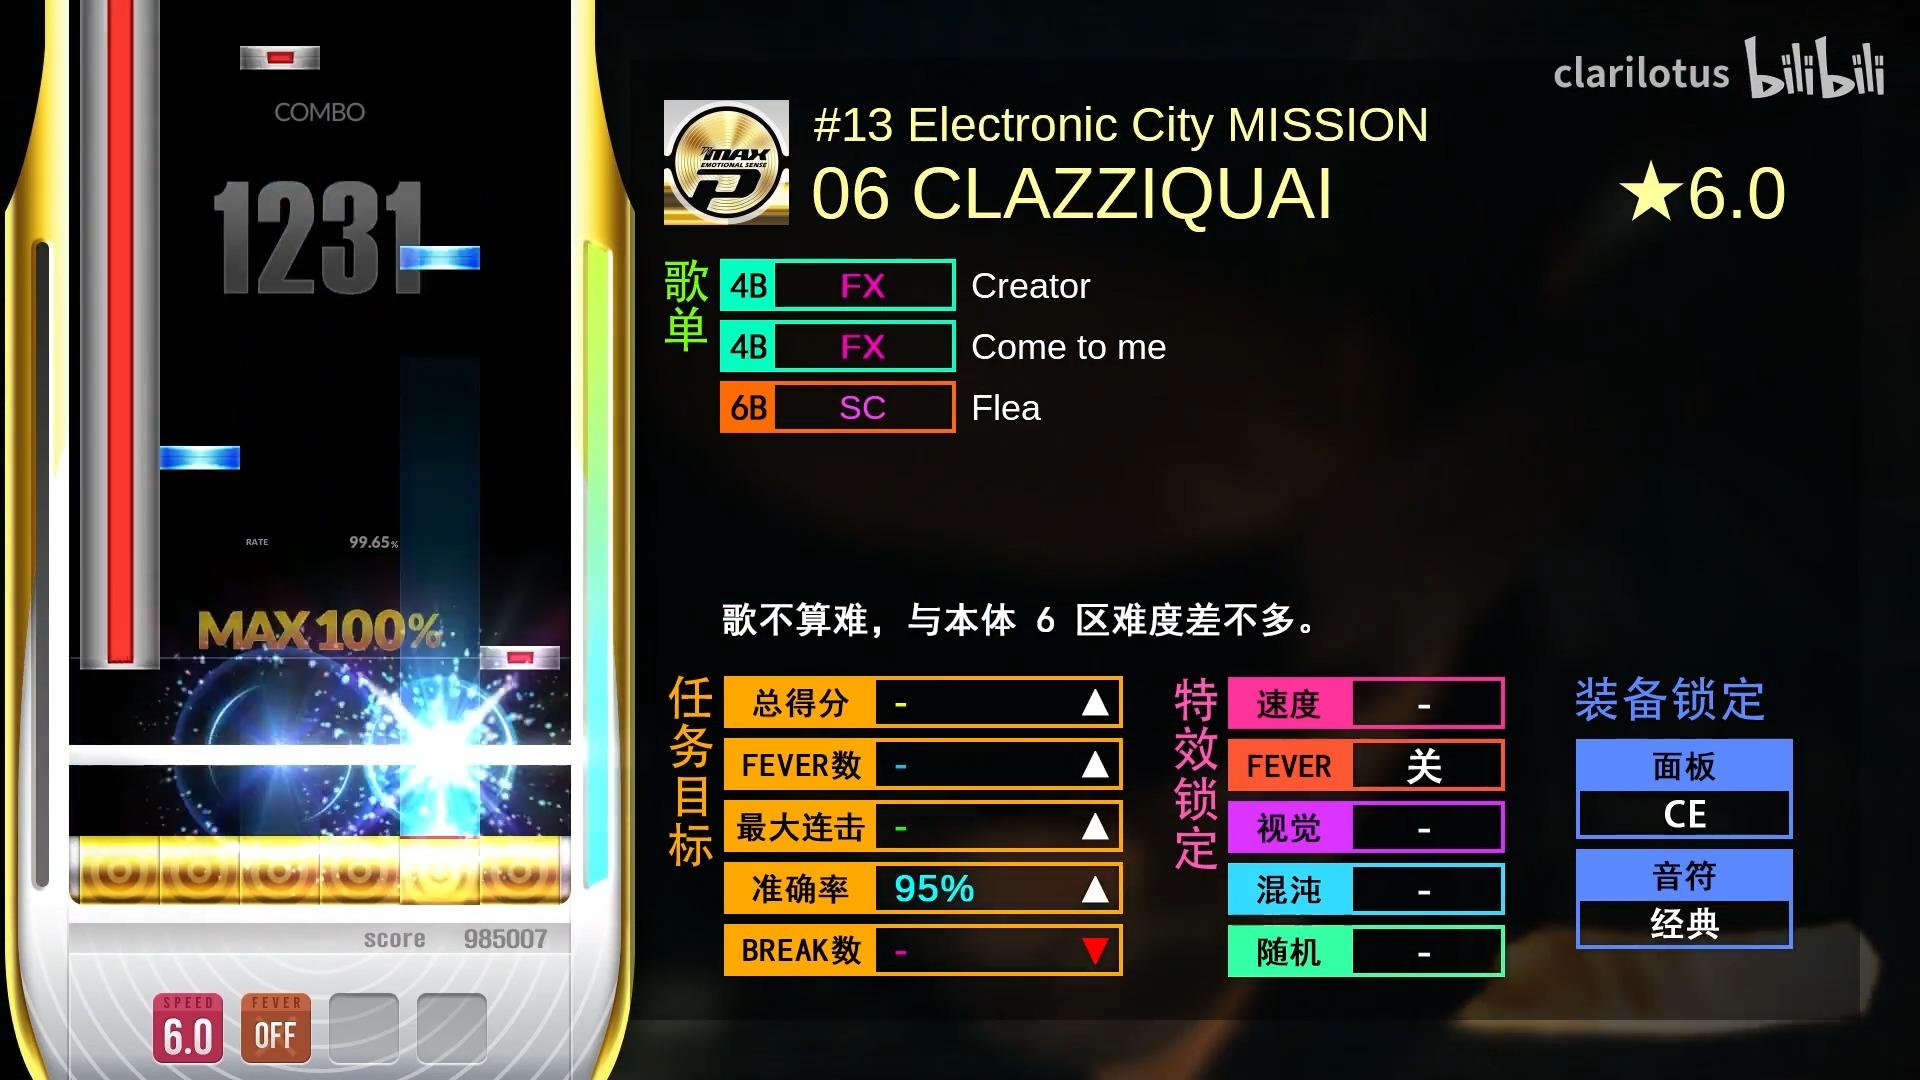 clarilotus bilibili
COMBO
1231
RATE 99.65%
MAX 100%
score 985007
SPEED
6.0
FEVER
OFF
MAX
EMOTIONAL SENSE
#13 Electronic City MISSION
06 CLAZZIQUAI
★6.0
歌单
4B FX Creator
4B FX Come to me
6B SC Flea
歌不算难，与本体 6 区难度差不多。
任务目标
总得分 - ▲
FEVER数 - ▲
最大连击 - ▲
准确率 95% ▲
BREAK数 - ▼
特效锁定
速度 -
FEVER 关
视觉 -
混沌 -
随机 -
装备锁定
面板
CE
音符
经典